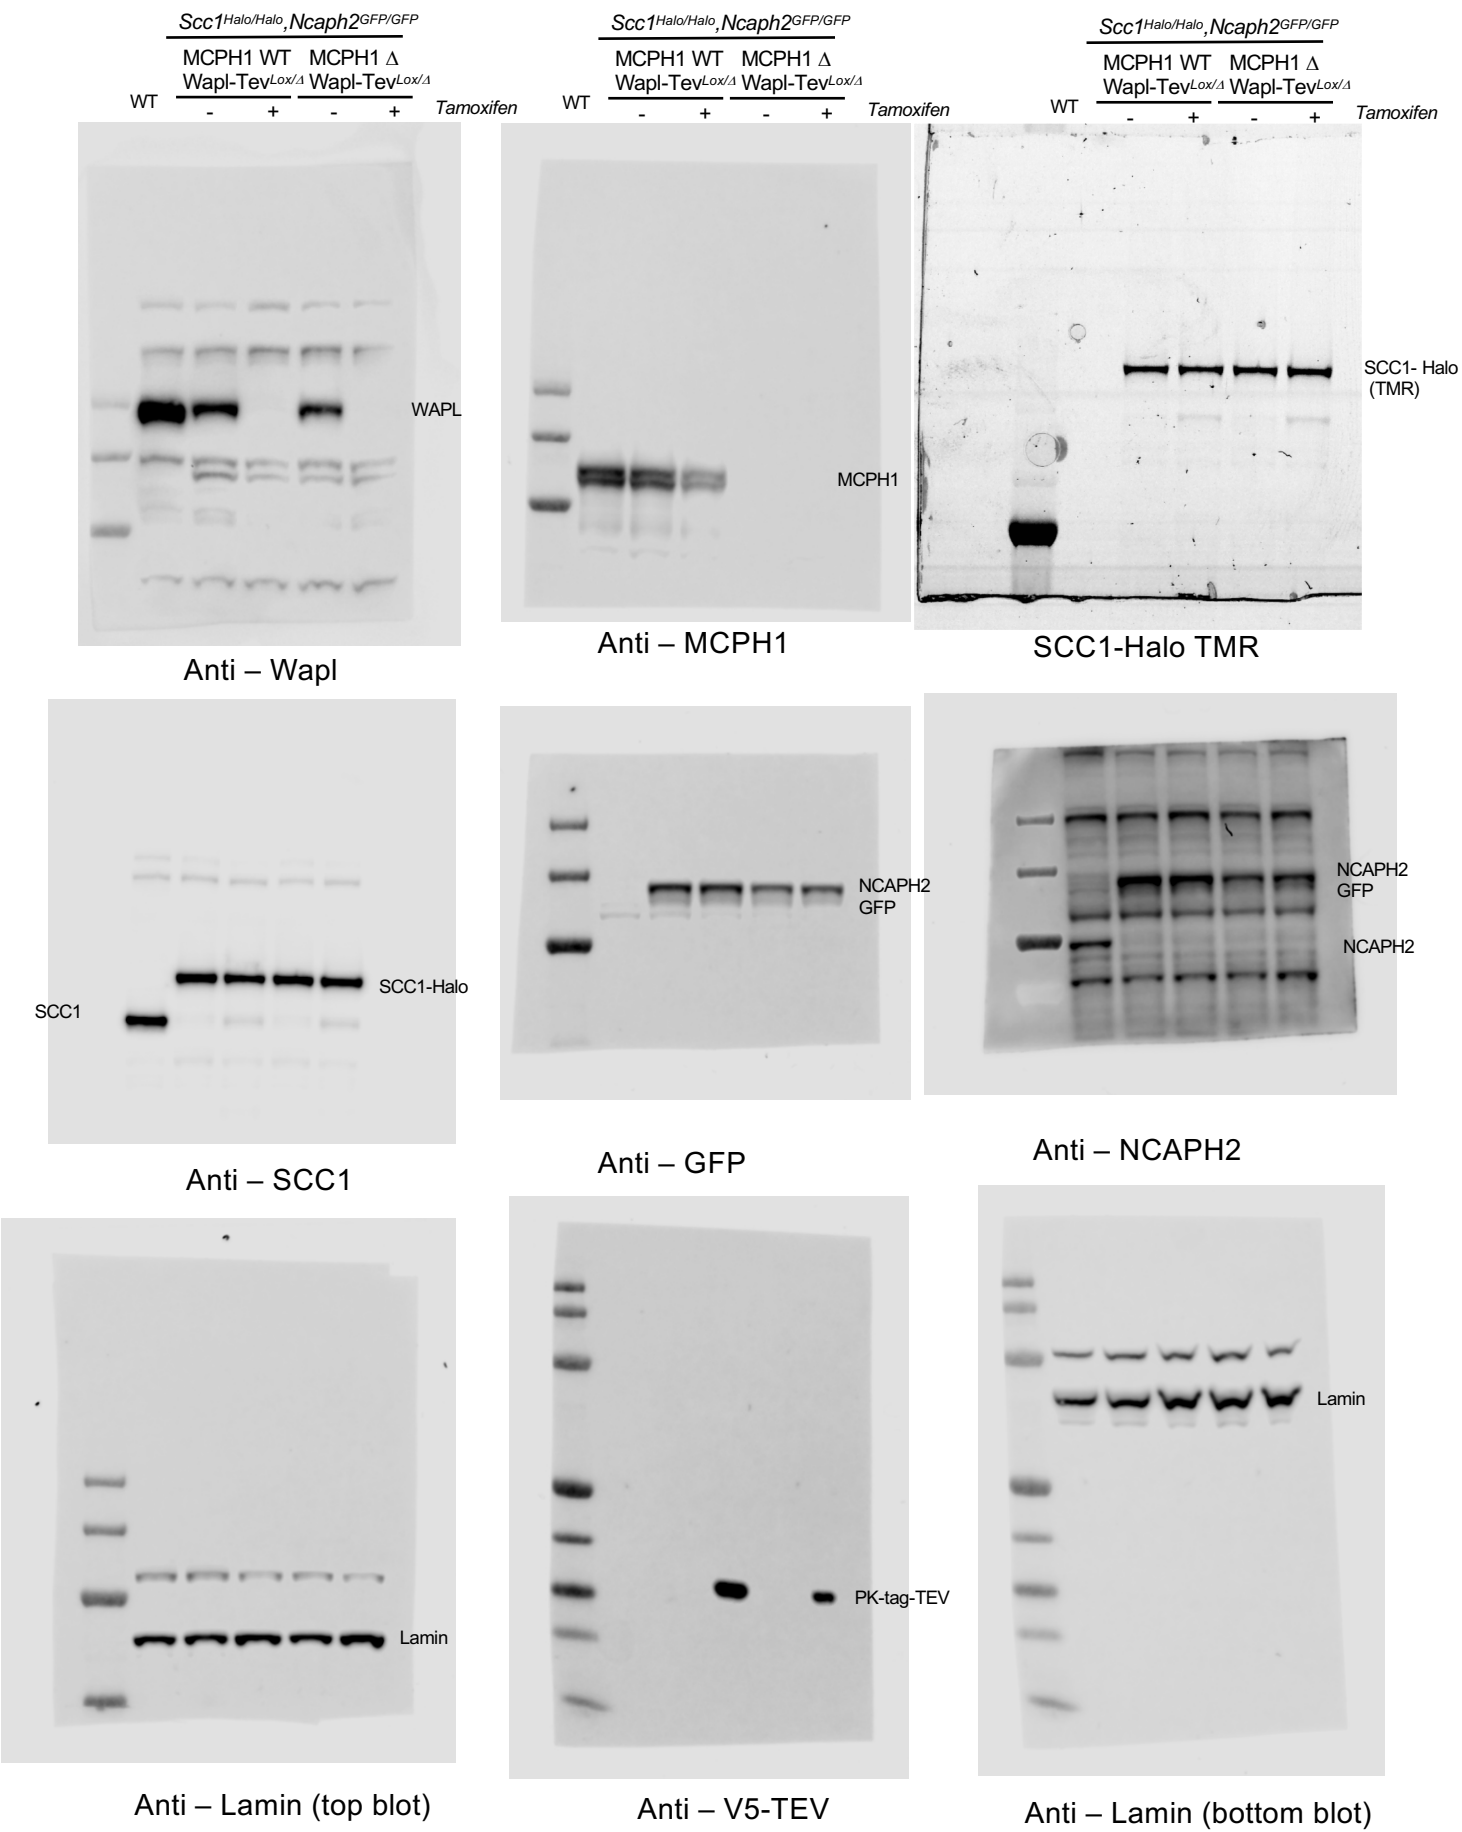 Scc1Halo/Halo,Ncaph2GFP/GFP
MCPH1 WT MCPH1 Δ
Wapl-TevLox/Δ Wapl-TevLox/Δ
WT
- + - + Tamoxifen
WAPL
Anti – Wapl
Scc1Halo/Halo,Ncaph2GFP/GFP
MCPH1 WT MCPH1 Δ
Wapl-TevLox/Δ Wapl-TevLox/Δ
WT
- + - + Tamoxifen
MCPH1
Anti – MCPH1
Scc1Halo/Halo,Ncaph2GFP/GFP
MCPH1 WT MCPH1 Δ
Wapl-TevLox/Δ Wapl-TevLox/Δ
WT
- + - + Tamoxifen
SCC1- Halo
(TMR)
SCC1-Halo TMR
SCC1-Halo
SCC1
Anti – SCC1
NCAPH2
GFP
Anti – GFP
NCAPH2
GFP
NCAPH2
Anti – NCAPH2
Lamin
Anti – Lamin (top blot)
PK-tag-TEV
Anti – V5-TEV
Lamin
Anti – Lamin (bottom blot)